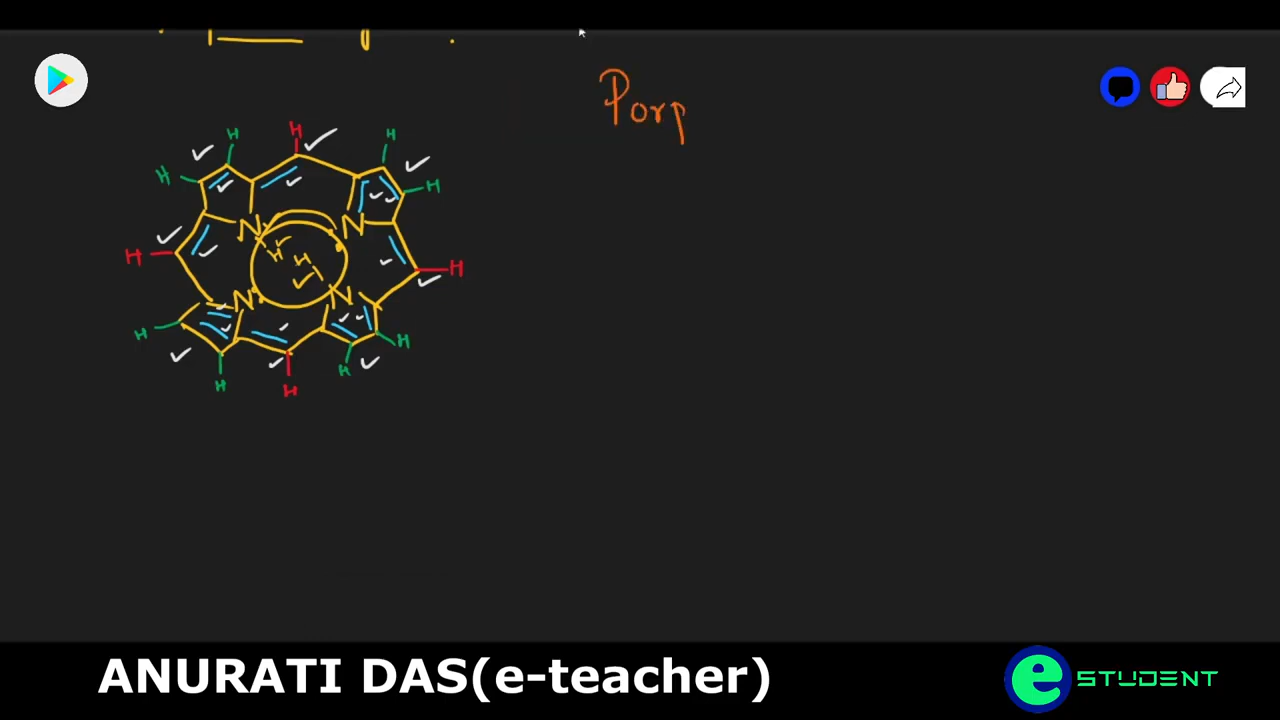 Porp
H H H
H H
H N N
H H H
N N
H H
H H H
ANURATI DAS(e-teacher)
e STUDENT